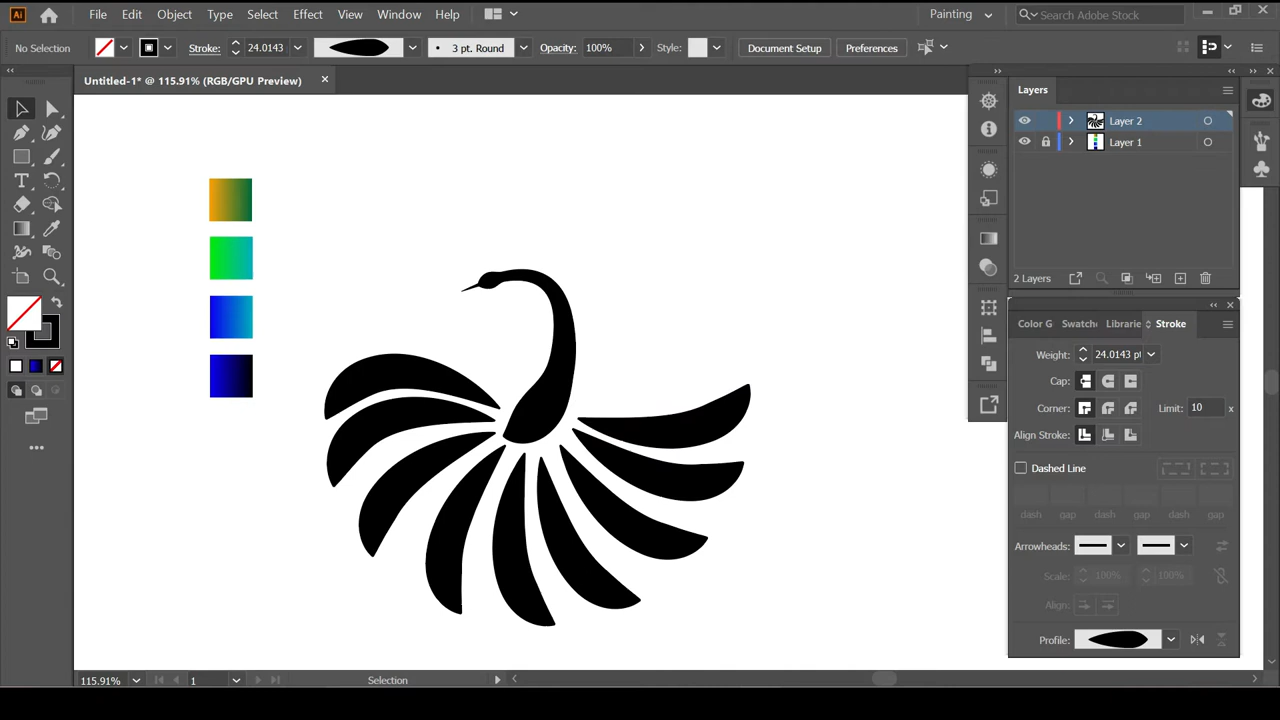 Ai File Edit Object Type Select Effect View Window Help Painting Search Adobe Stock
No Selection Stroke: 24.0143 3 pt. Round Opacity: 100% Style: Document Setup Preferences
Untitled-1* @ 115.91% (RGB/GPU Preview)
Layers
Layer 2
Layer 1
2 Layers
Color G Swatche Librarie Stroke
Weight: 24.0143 pt
Cap:
Corner: Limit: 10 x
Align Stroke:
Dashed Line
dash gap dash gap dash gap
Arrowheads:
Scale: 100% 100%
Align:
Profile:
115.91% 1 Selection